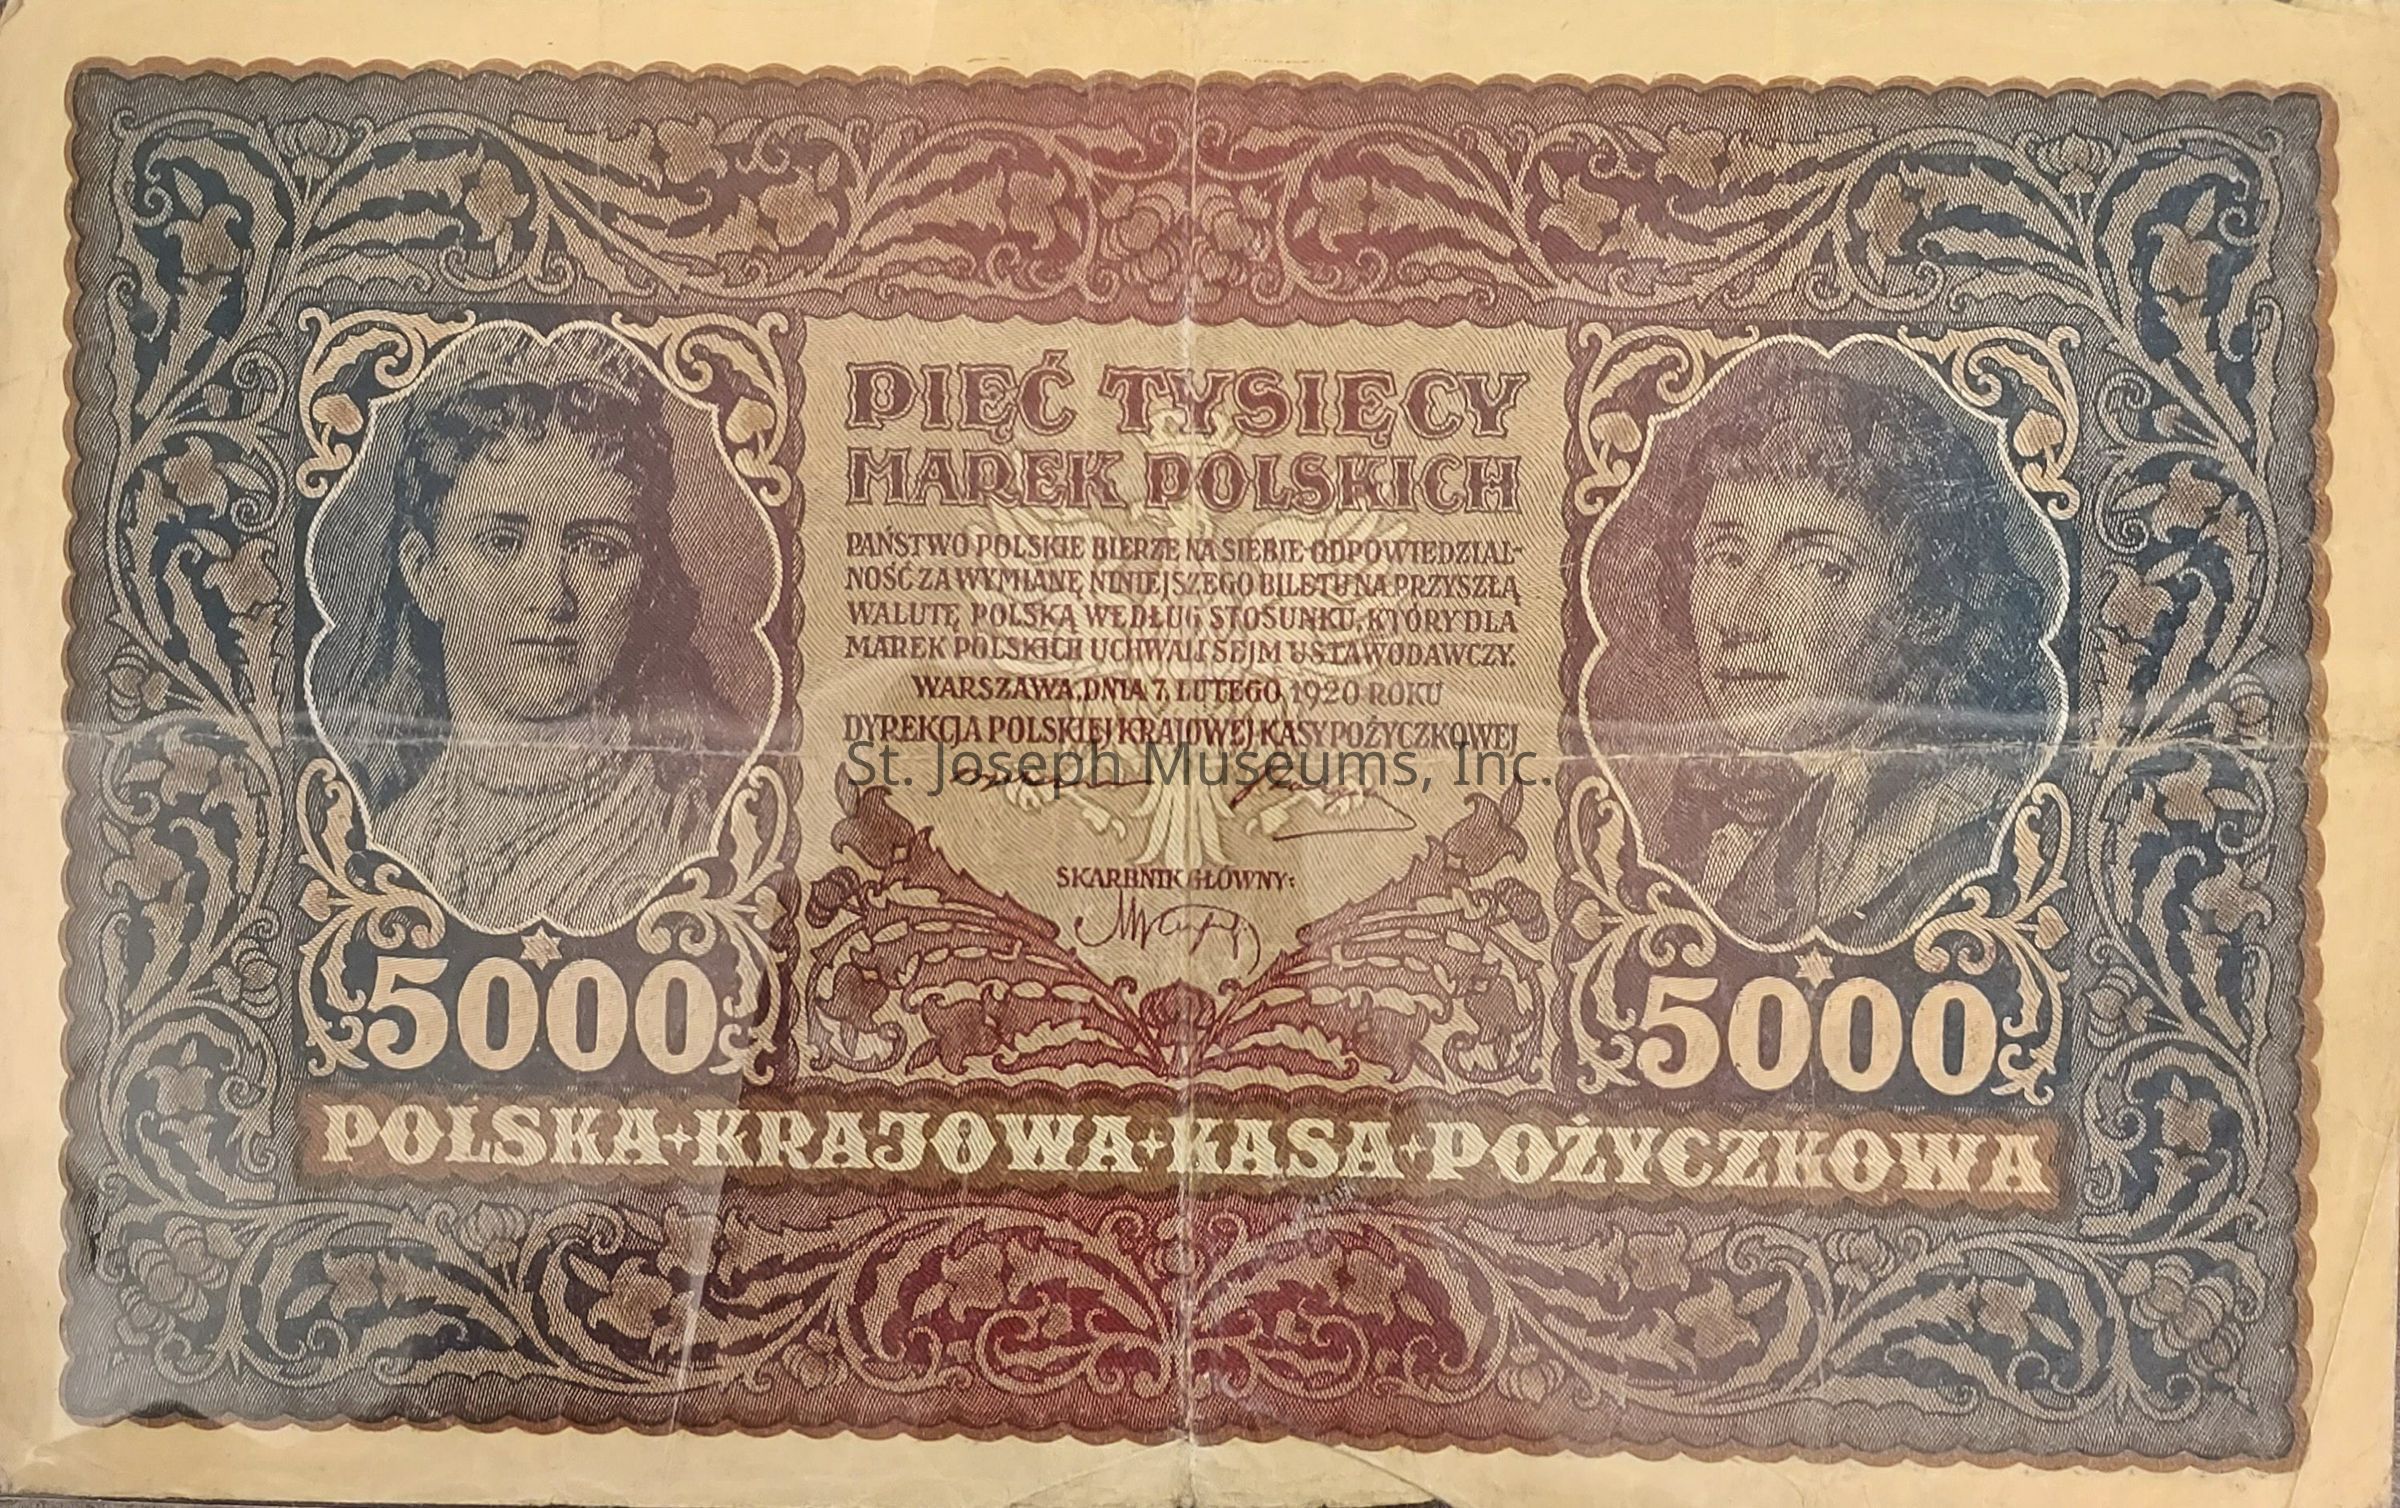 PIĘĆ TYSIĘCY
MAREK POLSKICH
PAŃSTWO POLSKIE BIERZE NA SIEBIE ODPOWIEDZIAL-
NOŚĆ ZA WYMIANĘ NINIEJSZEGO BILETU NA PRZYSZŁĄ
WALUTĘ POLSKĄ WEDŁUG STOSUNKU, KTÓRY DLA
MAREK POLSKICH UCHWALI SEJM USTAWODAWCZY.
WARSZAWA, DNIA 7. LUTEGO 1920 ROKU
DYREKCJA POLSKIEJ KRAJOWEJ KASY POŻYCZKOWEJ
St. Joseph Museums, Inc.
SKARBNIK GŁÓWNY:
5000
5000
POLSKA + KRAJOWA + KASA + POŻYCZKOWA